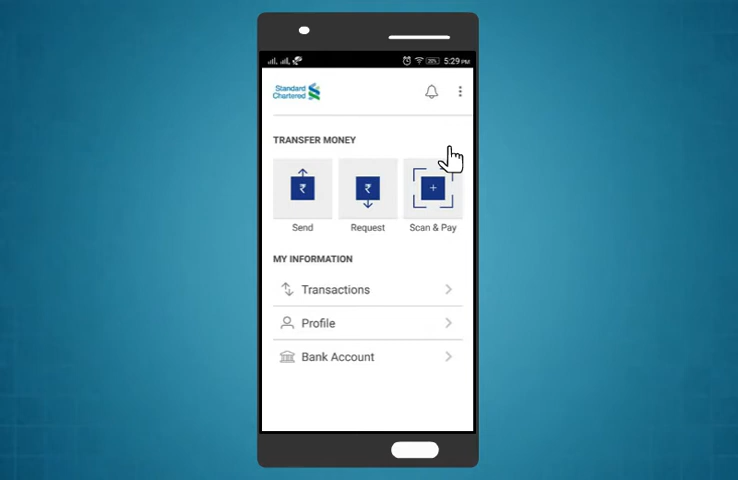 5:29 PM
Standard
Chartered
TRANSFER MONEY
Send Request Scan & Pay
MY INFORMATION
Transactions
Profile
Bank Account